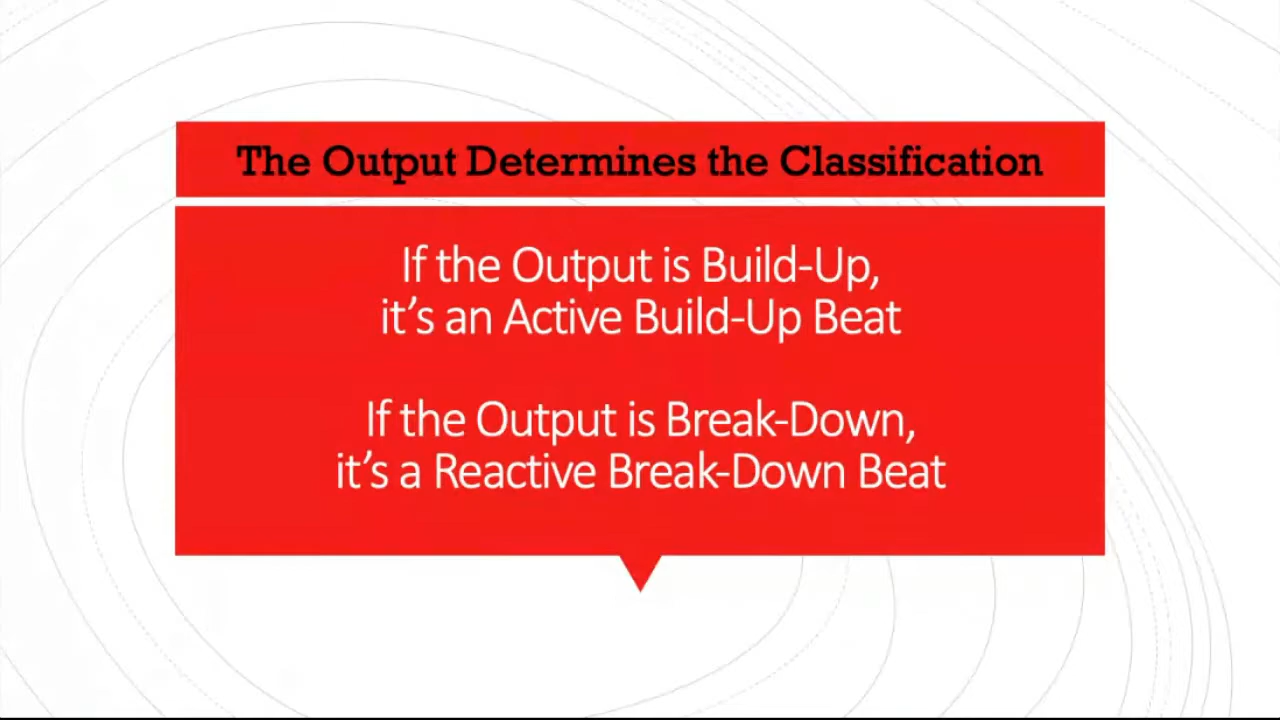 The Output Determines the Classification
If the Output is Build-Up,
it’s an Active Build-Up Beat
If the Output is Break-Down,
it’s a Reactive Break-Down Beat